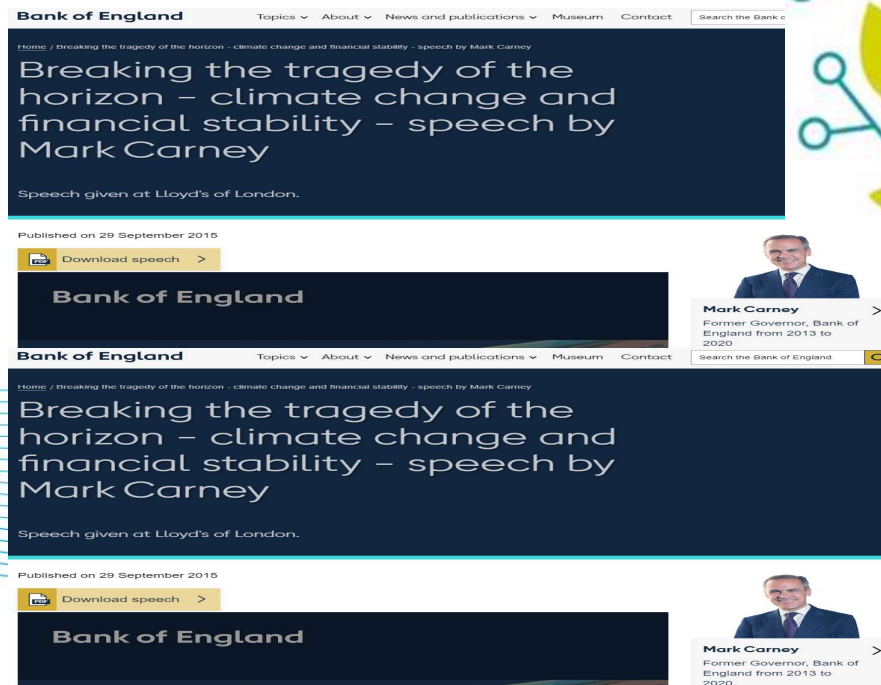 Bank of England Topics About News and publications Museum Contact Search the Bank o
Home / Breaking the tragedy of the horizon - climate change and financial stability - speech by Mark Carney
Breaking the tragedy of the
horizon – climate change and
financial stability – speech by
Mark Carney
Speech given at Lloyd's of London.
Published on 29 September 2015
PDF Download speech >
Bank of England
Mark Carney >
Former Governor, Bank of
England from 2013 to
2020
Bank of England Topics About News and publications Museum Contact Search the Bank of England
Home / Breaking the tragedy of the horizon - climate change and financial stability - speech by Mark Carney
Breaking the tragedy of the
horizon – climate change and
financial stability – speech by
Mark Carney
Speech given at Lloyd's of London.
Published on 29 September 2015
PDF Download speech >
Bank of England
Mark Carney >
Former Governor, Bank of
England from 2013 to
2020